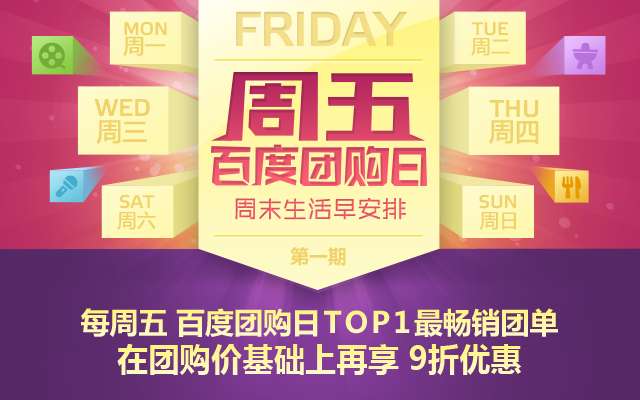 FRIDAY
MON
周一
TUE
周二
WED
周三
THU
周四
SAT
周六
SUN
周日
周五
百度团购日
周末生活早安排
第一期
每周五 百度团购日TOP1最畅销团单
在团购价基础上再享 9折优惠